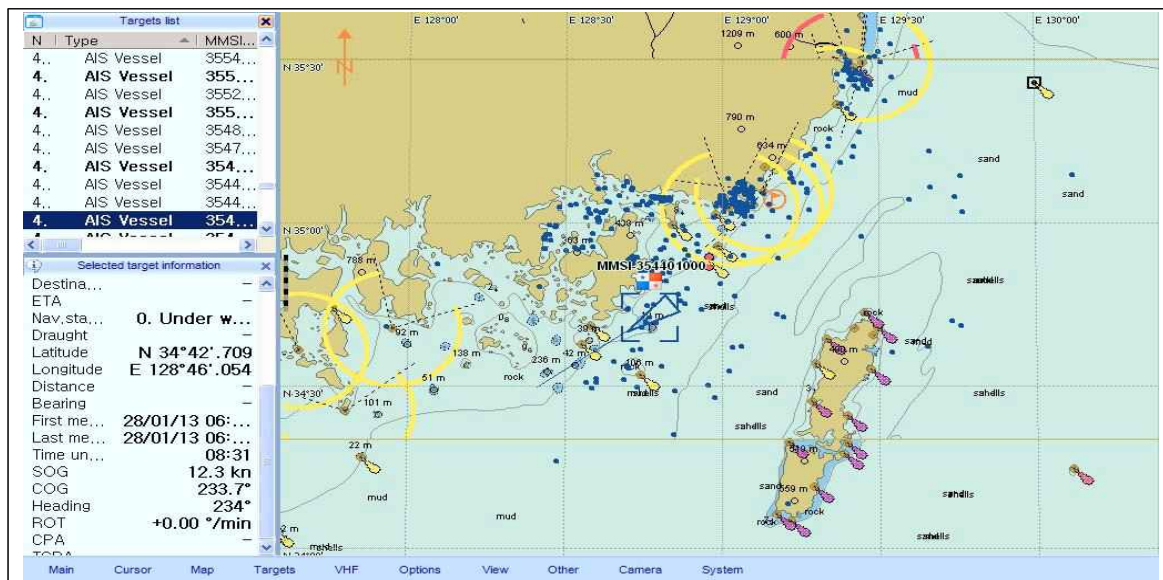 Targets list
N Type MMSI...
4.. AIS Vessel 3554...
4. AIS Vessel 355...
4.. AIS Vessel 3552...
4. AIS Vessel 355...
4.. AIS Vessel 3548...
4.. AIS Vessel 3547...
4. AIS Vessel 354...
4.. AIS Vessel 3544...
4.. AIS Vessel 3544...
4. AIS Vessel 354...
Selected target information
Destina... –
ETA –
Nav,sta... 0. Under w...
Draught –
Latitude N 34°42'.709
Longitude E 128°46'.054
Distance –
Bearing –
First me... 28/01/13 06:...
Last me... 28/01/13 06:...
Time un... 08:31
SOG 12.3 kn
COG 233.7°
Heading 234°
ROT +0.00 °/min
CPA –
E 128°00' E 128°30' E 129°00' E 129°30' E 130°00'
1209 m 600 m
N 35°30'
mud
790 m rock
634 m
sand
sand
N 35°00'
438 m
63 m
788 m
MMSI-354401000
rock
92 m 39 m
138 m 42 m
236 m 106 m
51 m rock
N 34°30' sand
101 m
sahdlls
22 m
559 m
sand
rock
mud
mud
N 34°00'
Main Cursor Map Targets VHF Options View Other Camera System